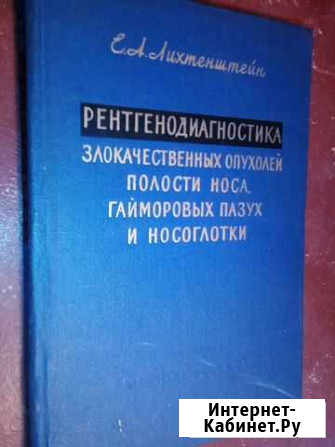 Е. А. Лихтенштейн
РЕНТГЕНОДИАГНОСТИКА
ЗЛОКАЧЕСТВЕННЫХ ОПУХОЛЕЙ
ПОЛОСТИ НОСА,
ГАЙМОРОВЫХ ПАЗУХ
И НОСОГЛОТКИ
Интернет-
Кабинет.Ру